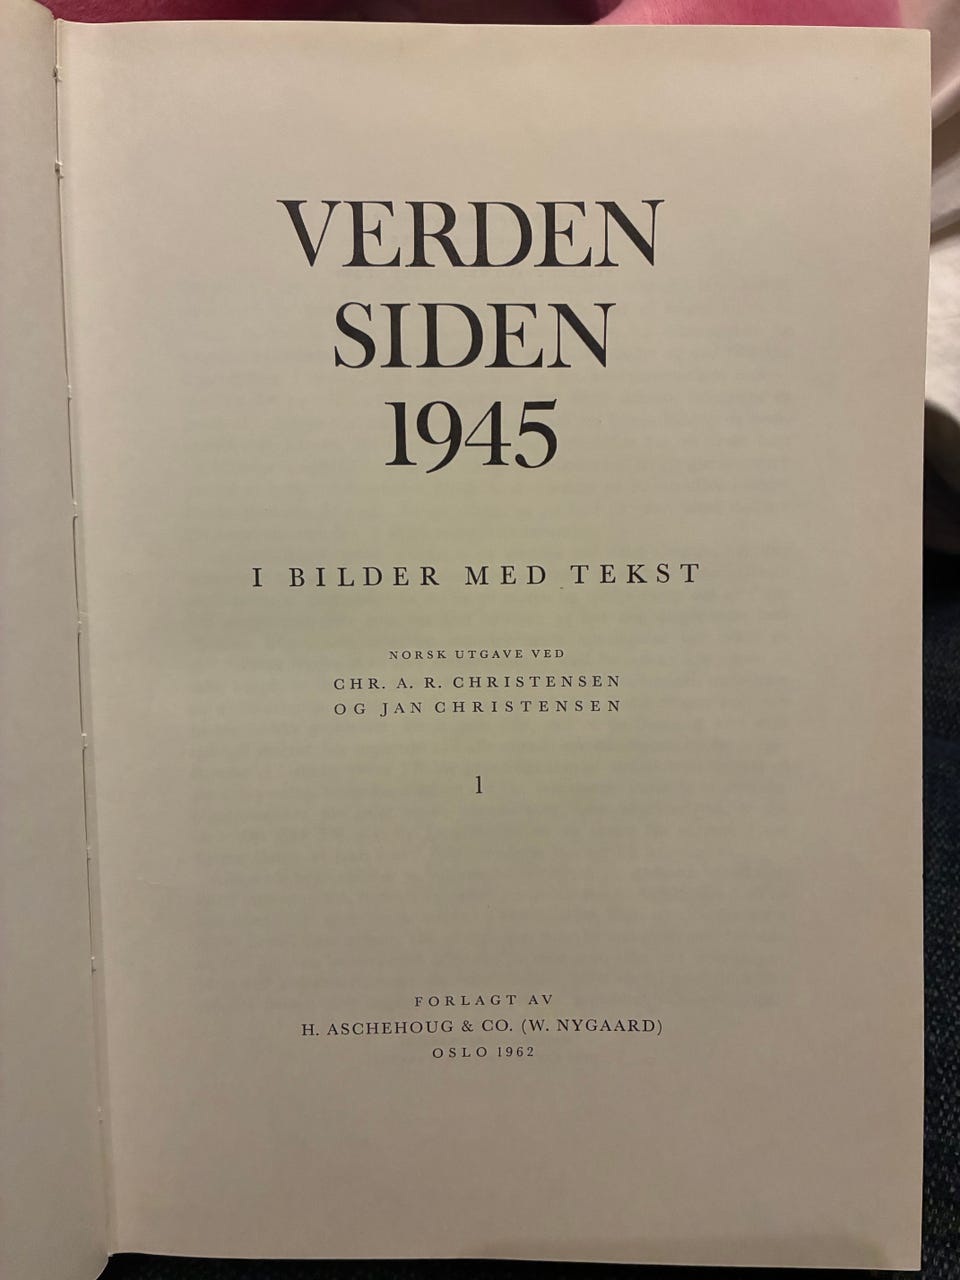 VERDEN
SIDEN
1945
I BILDER MED TEKST
NORSK UTGAVE VED
CHR. A. R. CHRISTENSEN
OG JAN CHRISTENSEN
1
FORLAGT AV
H. ASCHEHOUG & CO. (W. NYGAARD)
OSLO 1962